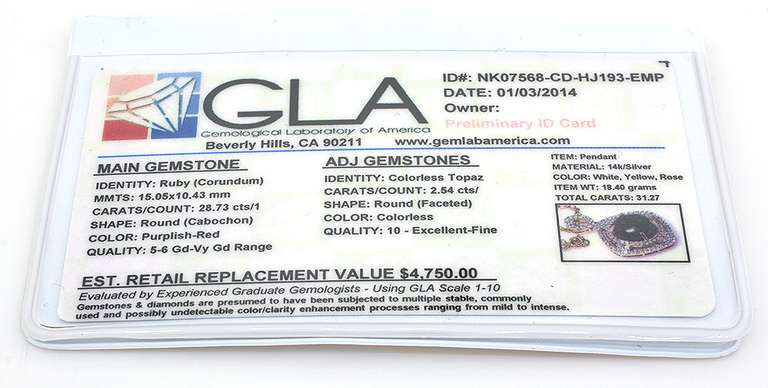 GLA
Gemological Laboratory of America
Beverly Hills, CA 90211 www.gemlabamerica.com
ID#: NK07568-CD-HJ193-EMP
DATE: 01/03/2014
Owner:
Preliminary ID Card
MAIN GEMSTONE
IDENTITY: Ruby (Corundum)
MMTS: 15.05x10.43 mm
CARATS/COUNT: 28.73 cts/1
SHAPE: Round (Cabochon)
COLOR: Purplish-Red
QUALITY: 5-6 Gd-Vy Gd Range
ADJ GEMSTONES
IDENTITY: Colorless Topaz
CARATS/COUNT: 2.54 cts/
SHAPE: Round (Faceted)
COLOR: Colorless
QUALITY: 10 - Excellent-Fine
ITEM: Pendant
MATERIAL: 14k/Silver
COLOR: White, Yellow, Rose
ITEM WT: 18.40 grams
TOTAL CARATS: 31.27
EST. RETAIL REPLACEMENT VALUE $4,750.00
Evaluated by Experienced Graduate Gemologists - Using GLA Scale 1-10
Gemstones & diamonds are presumed to have been subjected to multiple stable, commonly
used and possibly undetectable color/clarity enhancement processes ranging from mild to intense.